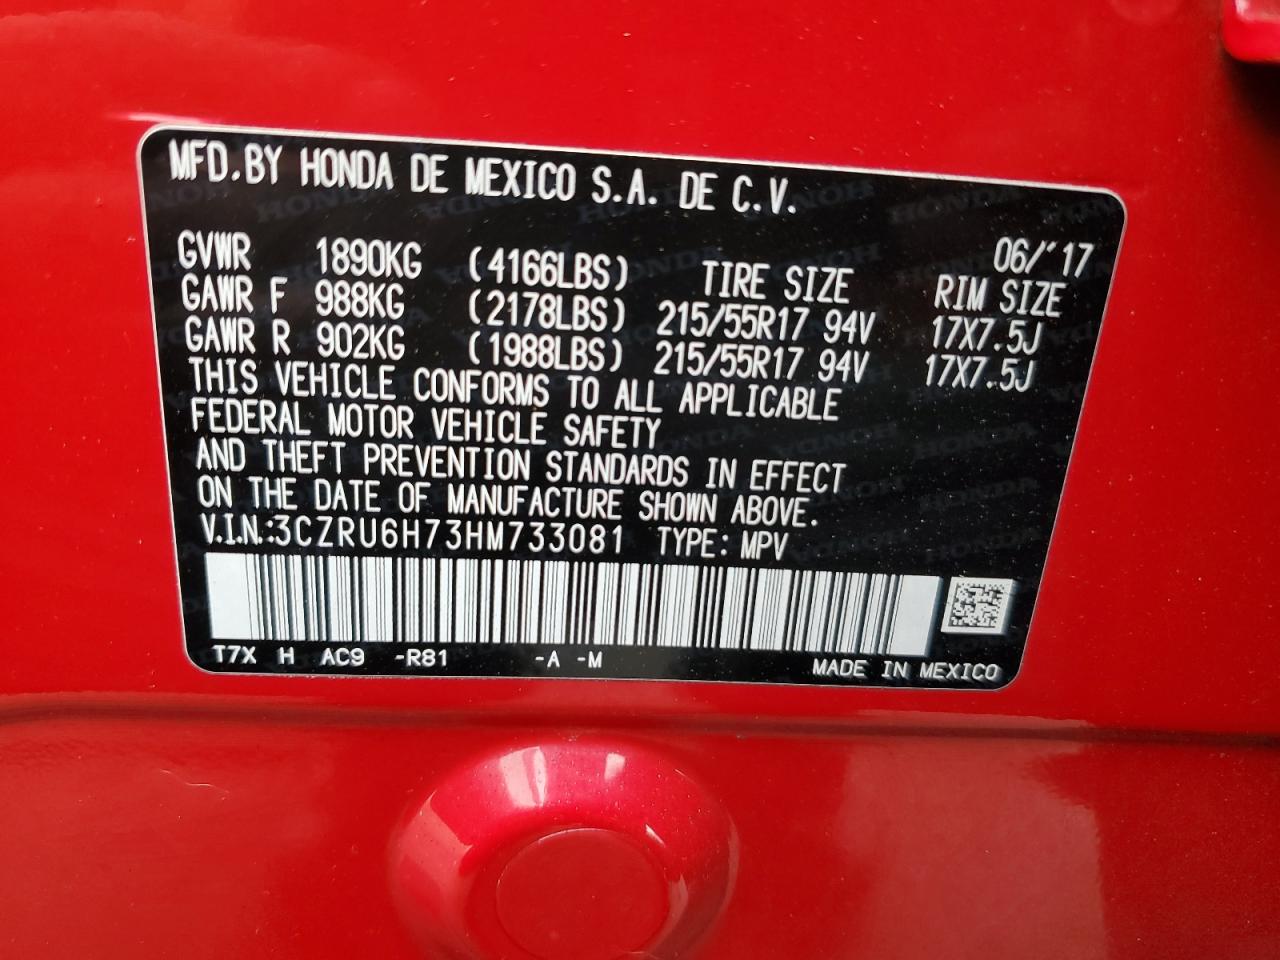 MFD.BY HONDA DE MEXICO S.A. DE C.V.
06/'17
GVWR 1890KG (4166LBS) TIRE SIZE RIM SIZE
GAWR F 988KG (2178LBS) 215/55R17 94V 17X7.5J
GAWR R 902KG (1988LBS) 215/55R17 94V 17X7.5J
THIS VEHICLE CONFORMS TO ALL APPLICABLE
FEDERAL MOTOR VEHICLE SAFETY
AND THEFT PREVENTION STANDARDS IN EFFECT
ON THE DATE OF MANUFACTURE SHOWN ABOVE.
V.I.N.:3CZRU6H73HM733081 TYPE: MPV
T7X H AC9 -R81 -A -M
MADE IN MEXICO